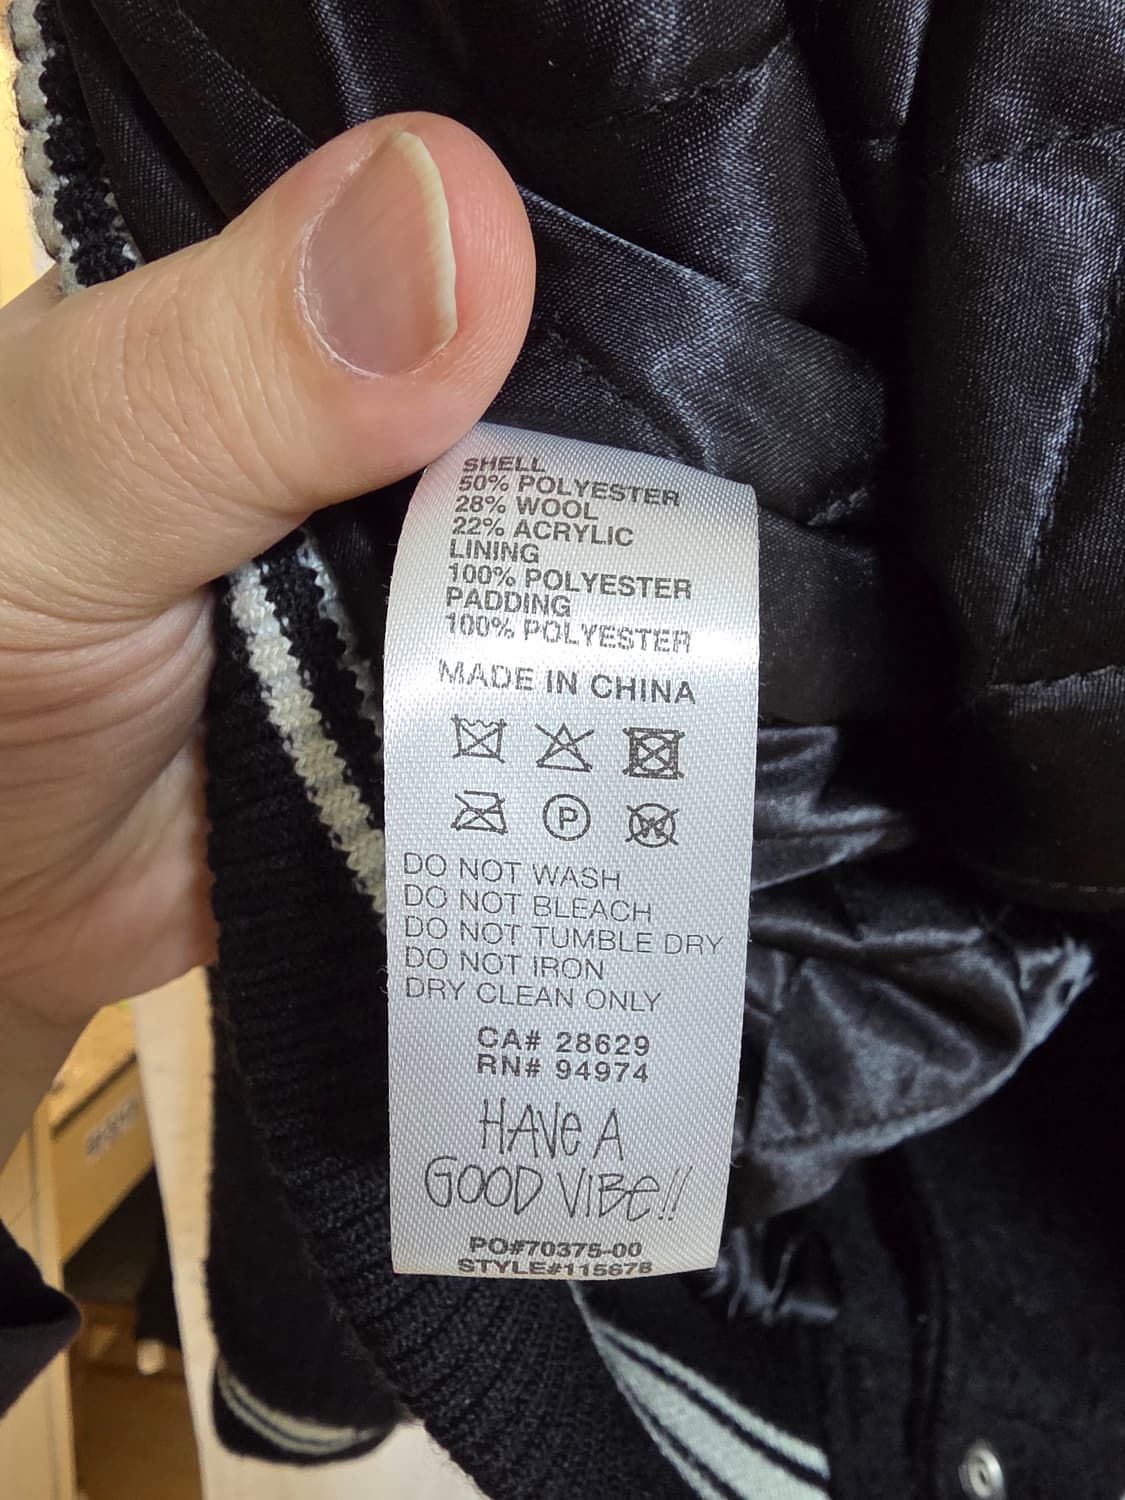 SHELL
50% POLYESTER
28% WOOL
22% ACRYLIC
LINING
100% POLYESTER
PADDING
100% POLYESTER
MADE IN CHINA
P
W
DO NOT WASH
DO NOT BLEACH
DO NOT TUMBLE DRY
DO NOT IRON
DRY CLEAN ONLY
CA# 28629
RN# 94974
HAVE A
GOOD VIBE!!
PO#70375-00
STYLE#115678